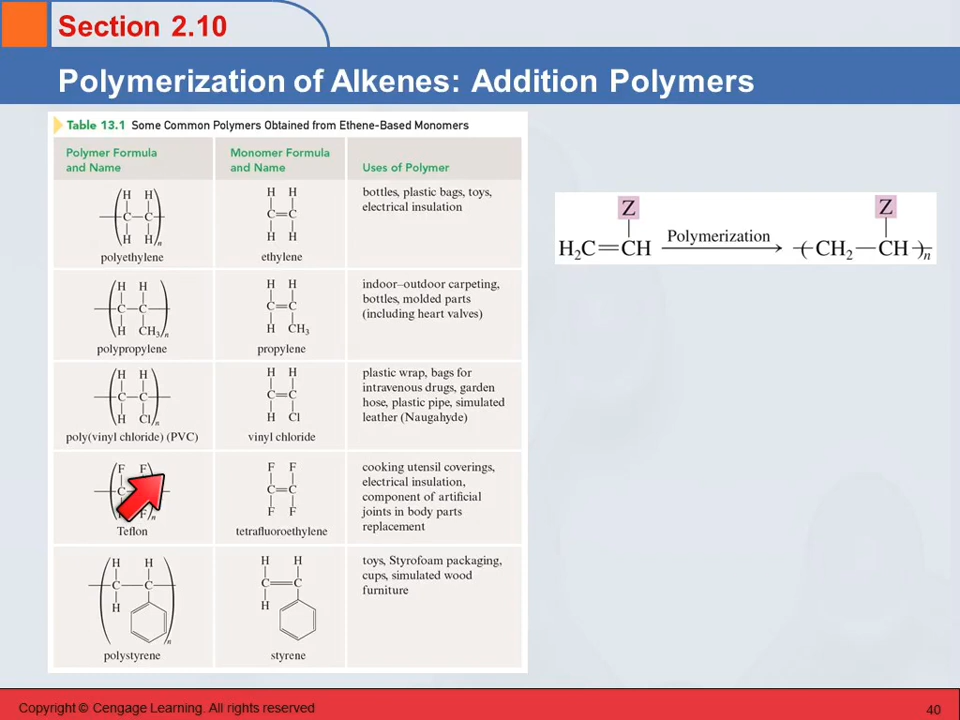 Section 2.10
Polymerization of Alkenes: Addition Polymers
Table 13.1 Some Common Polymers Obtained from Ethene-Based Monomers
Polymer Formula
and Name
Monomer Formula
and Name
Uses of Polymer
H H
C—C
H H n
polyethylene
H H
C=C
H H
ethylene
bottles, plastic bags, toys,
electrical insulation
H H
C—C
H CH₃ n
polypropylene
H H
C=C
H CH₃
propylene
indoor–outdoor carpeting,
bottles, molded parts
(including heart valves)
H H
C—C
H Cl n
poly(vinyl chloride) (PVC)
H H
C=C
H Cl
vinyl chloride
plastic wrap, bags for
intravenous drugs, garden
hose, plastic pipe, simulated
leather (Naugahyde)
F F
C
F n
Teflon
F F
C=C
F F
tetrafluoroethylene
cooking utensil coverings,
electrical insulation,
component of artificial
joints in body parts
replacement
H H
C—C
H
n
polystyrene
H H
C=C
H
styrene
toys, Styrofoam packaging,
cups, simulated wood
furniture
Z
H₂C=CH
Polymerization
Z
(CH₂—CH)n
Copyright © Cengage Learning. All rights reserved
40